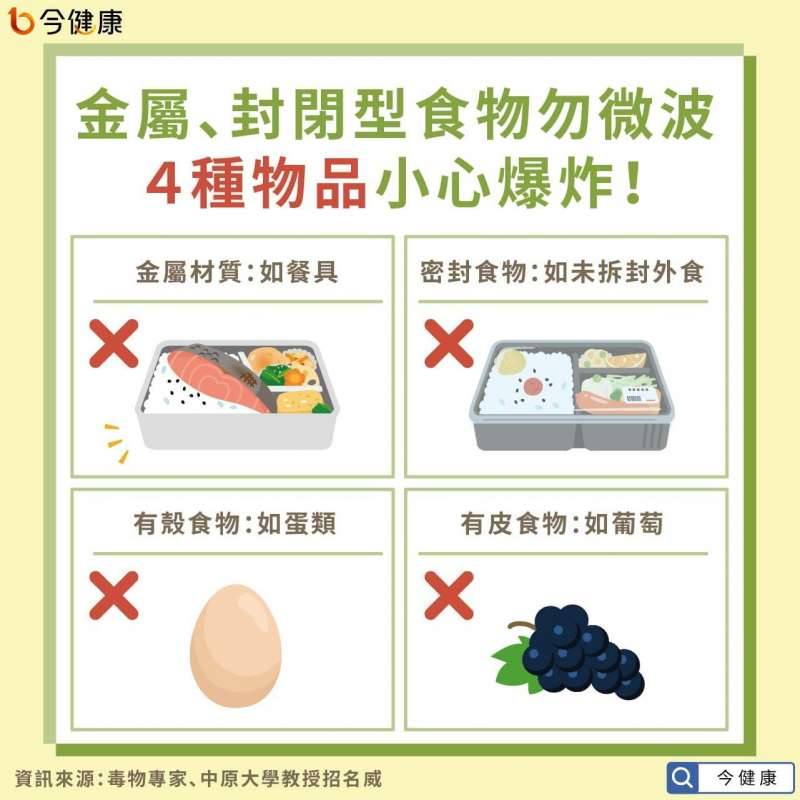 今健康
金屬、封閉型食物勿微波
4種物品小心爆炸!
金屬材質:如餐具
密封食物:如未拆封外食
有殼食物:如蛋類
有皮食物:如葡萄
資訊來源:毒物專家、中原大學教授招名威
今健康